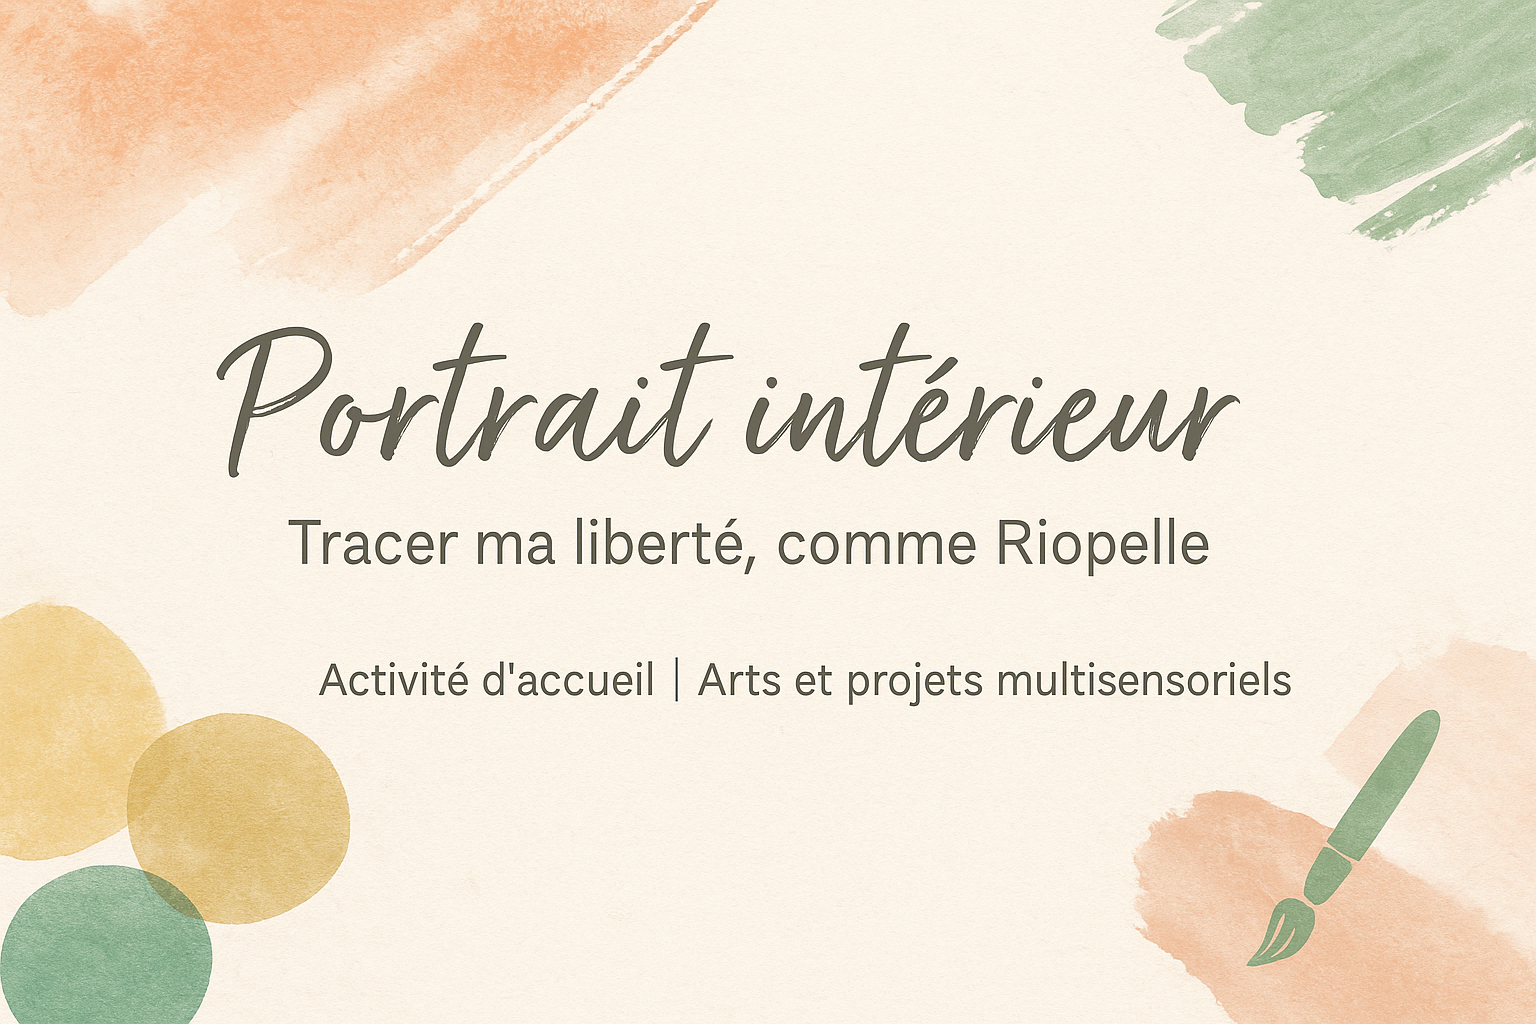 Portrait intérieur
Tracer ma liberté, comme Riopelle
Activité d'accueil | Arts et projets multisensoriels